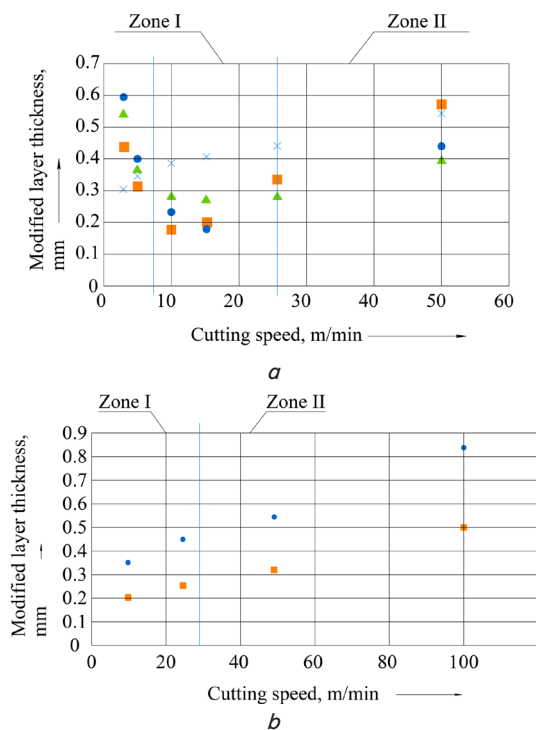 Zone I Zone II
0.7
0.6
0.5
0.4
0.3
0.2
0.1
0
Modified layer thickness,
mm
0 10 20 30 40 50 60
Cutting speed, m/min
a
Zone I Zone II
0.9
0.8
0.7
0.6
0.5
0.4
0.3
0.2
0
Modified layer thickness,
mm
0 20 40 60 80 100
Cutting speed, m/min
b